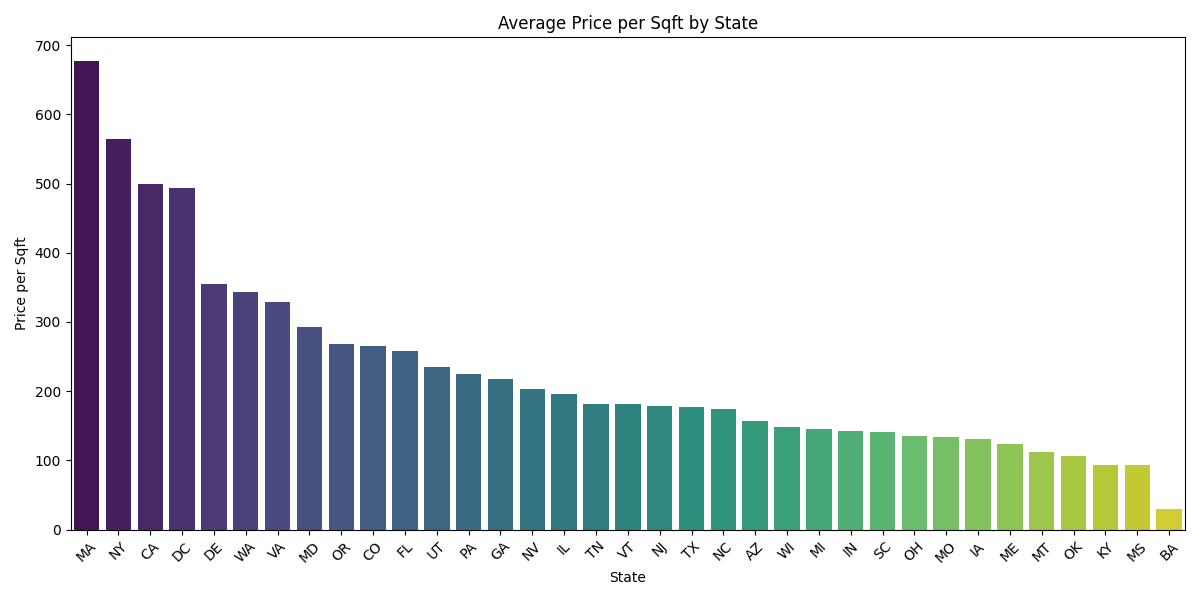 Average Price per Sqft by State
Price per Sqft
700
600
500
400
300
200
100
0
MA NY CA DC DE WA VA MD OR CO FL UT PA GA NV IL TN VT NJ TX NC AZ WI MI IN SC OH MO IA ME MT OK KY MS BA
State